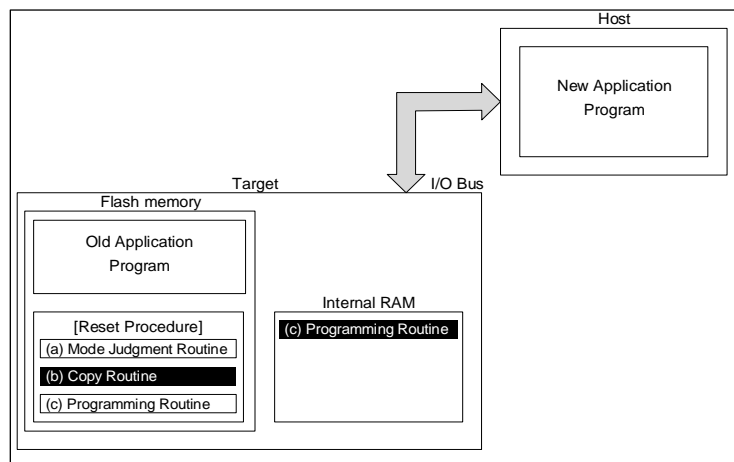 Host
New Application
Program
Target
I/O Bus
Flash memory
Old Application
Program
[Reset Procedure]
(a) Mode Judgment Routine
(b) Copy Routine
(c) Programming Routine
Internal RAM
(c) Programming Routine